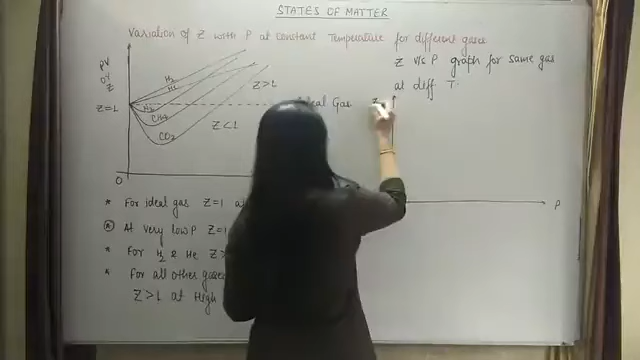 STATES OF MATTER
Variation of Z with P at constant Temperature for different gases
Z v/s P graph for same gas
at diff T.
PV
or
Z
H₂
He
Z>1
Z=1
Ideal Gas
Z
N₂
CH₄
Z<1
CO₂
O
P
* For ideal gas Z=1 at
* At very low P Z=1
* For H₂ & He Z>
* For all other gases
Z>1 at High